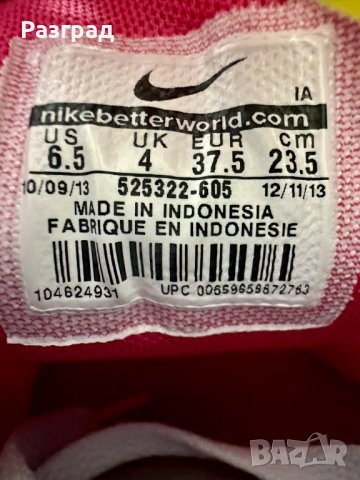 Разград
IA
nikebetterworld.com
US UK EUR cm
6.5 4 37.5 23.5
10/09/13 525322-605 12/11/13
MADE IN INDONESIA
FABRIQUE EN INDONESIE
104624931 UPC 00659658672763
BAZAR